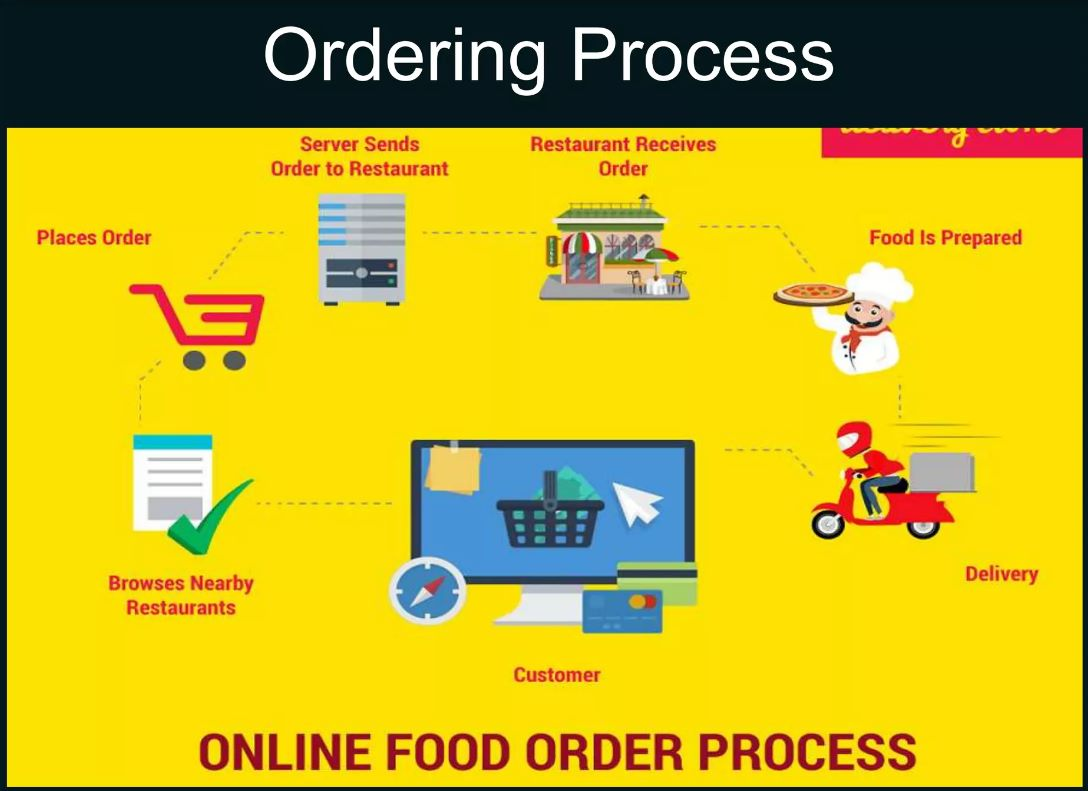 Ordering Process
Server Sends
Order to Restaurant
Restaurant Receives
Order
Places Order
Food Is Prepared
Browses Nearby
Restaurants
Delivery
Customer
ONLINE FOOD ORDER PROCESS